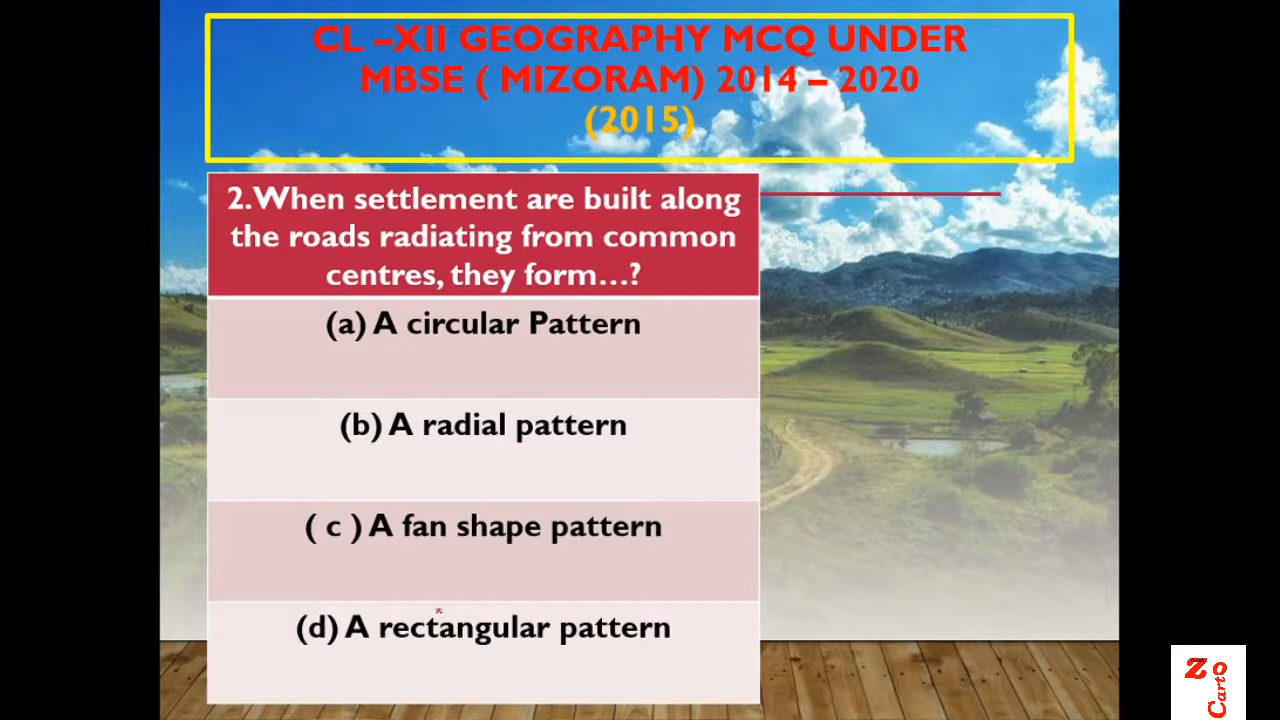 CL –XII GEOGRAPHY MCQ UNDER
MBSE ( MIZORAM) 2014 – 2020
(2015)
2.When settlement are built along
the roads radiating from common
centres, they form...?
(a) A circular Pattern
(b) A radial pattern
( c ) A fan shape pattern
(d) A rectangular pattern
Zo
Carto